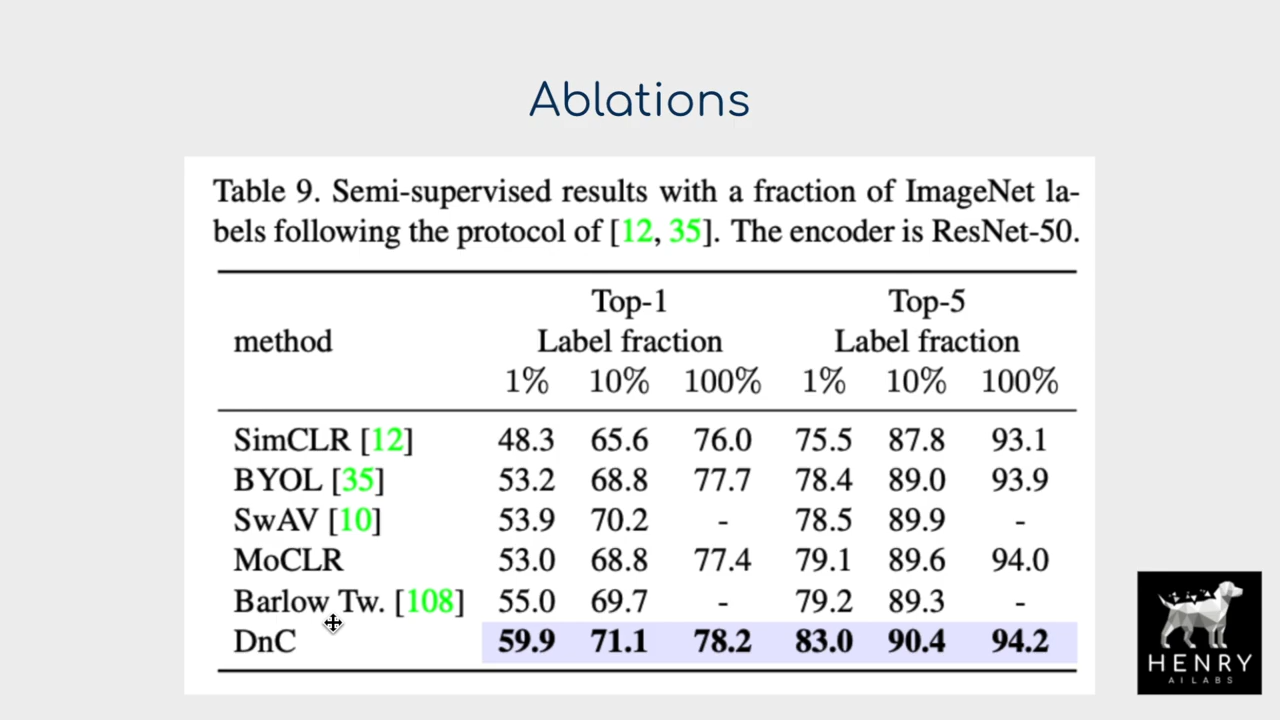 Ablations
Table 9. Semi-supervised results with a fraction of ImageNet la-
bels following the protocol of [12, 35]. The encoder is ResNet-50.
Top-1 Top-5
method Label fraction Label fraction
1% 10% 100% 1% 10% 100%
SimCLR [12] 48.3 65.6 76.0 75.5 87.8 93.1
BYOL [35] 53.2 68.8 77.7 78.4 89.0 93.9
SwAV [10] 53.9 70.2 - 78.5 89.9 -
MoCLR 53.0 68.8 77.4 79.1 89.6 94.0
Barlow Tw. [108] 55.0 69.7 - 79.2 89.3 -
DnC 59.9 71.1 78.2 83.0 90.4 94.2
HENRY
AI LABS